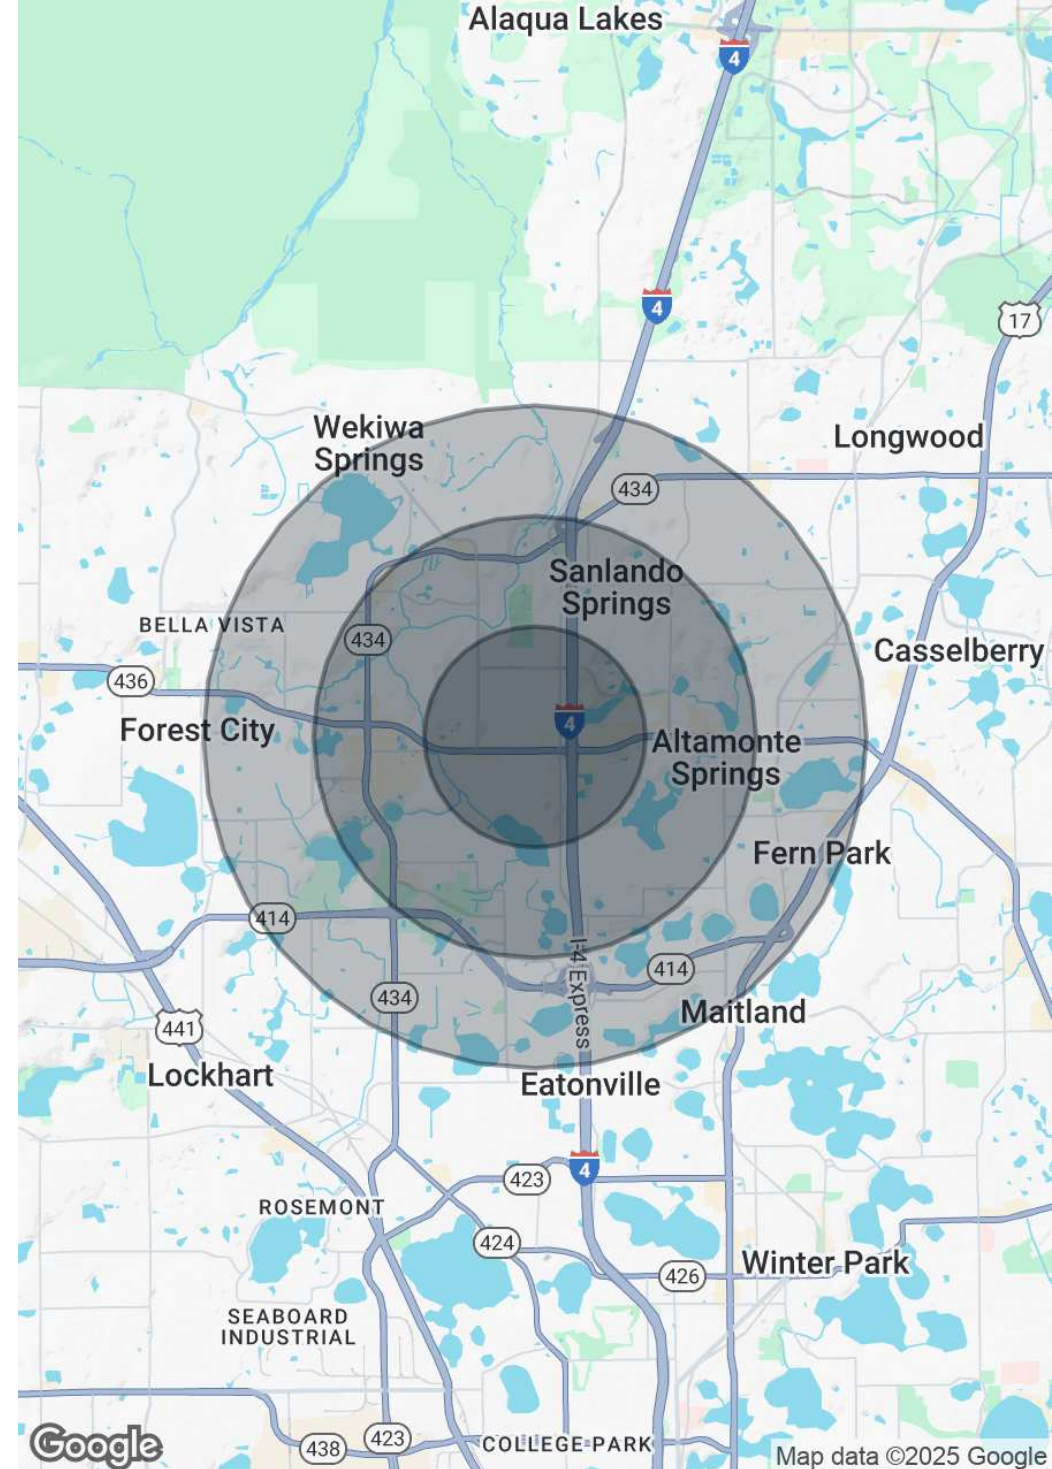 Alaqua Lakes
4
4
17
Wekiwa
Springs
Longwood
434
Sanlando
Springs
BELLA VISTA
434
Casselberry
436
4
Forest City
Altamonte
Springs
Fern Park
414
I-4 Express
414
434
Maitland
441
Lockhart
Eatonville
4
423
ROSEMONT
424
Winter Park
426
SEABOARD
INDUSTRIAL
423
438
COLLEGE PARK
Google
Map data ©2025 Google